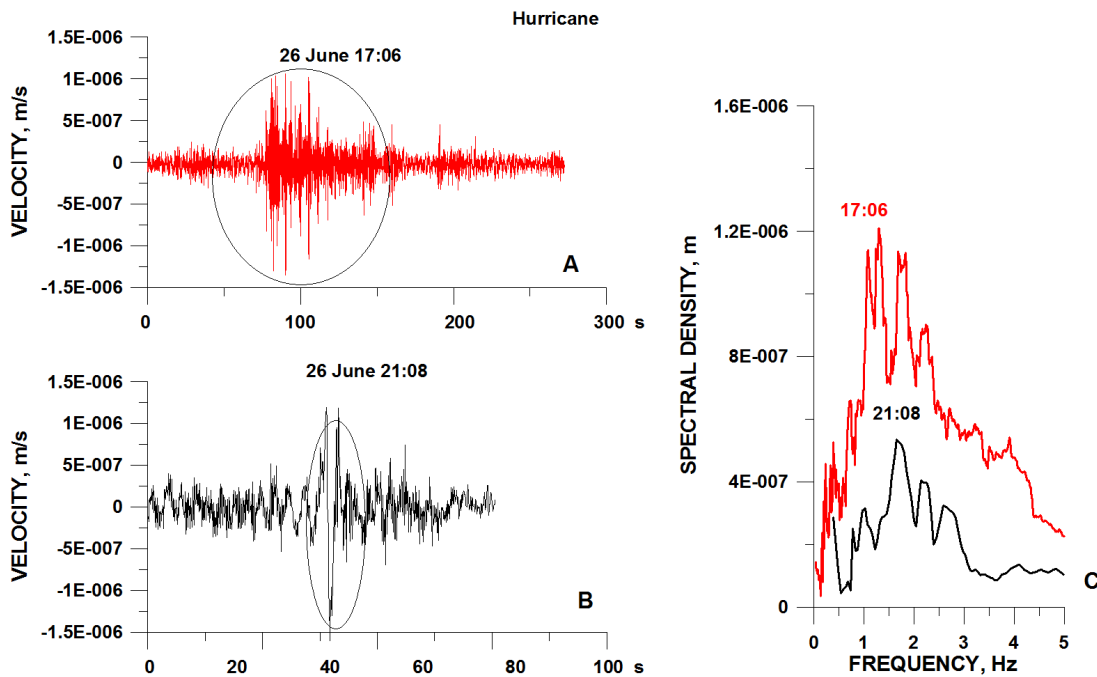 Hurricane
26 June 17:06
1.5E-006
1E-006
5E-007
0
-5E-007
-1E-006
-1.5E-006
VELOCITY, m/s
A
0 100 200 300 s
26 June 21:08
1.5E-006
1E-006
5E-007
0
-5E-007
-1E-006
-1.5E-006
VELOCITY, m/s
B
0 20 40 60 80 100 s
1.6E-006
1.2E-006
8E-007
4E-007
0
SPECTRAL DENSITY, m
17:06
21:08
C
0 1 2 3 4 5
FREQUENCY, Hz